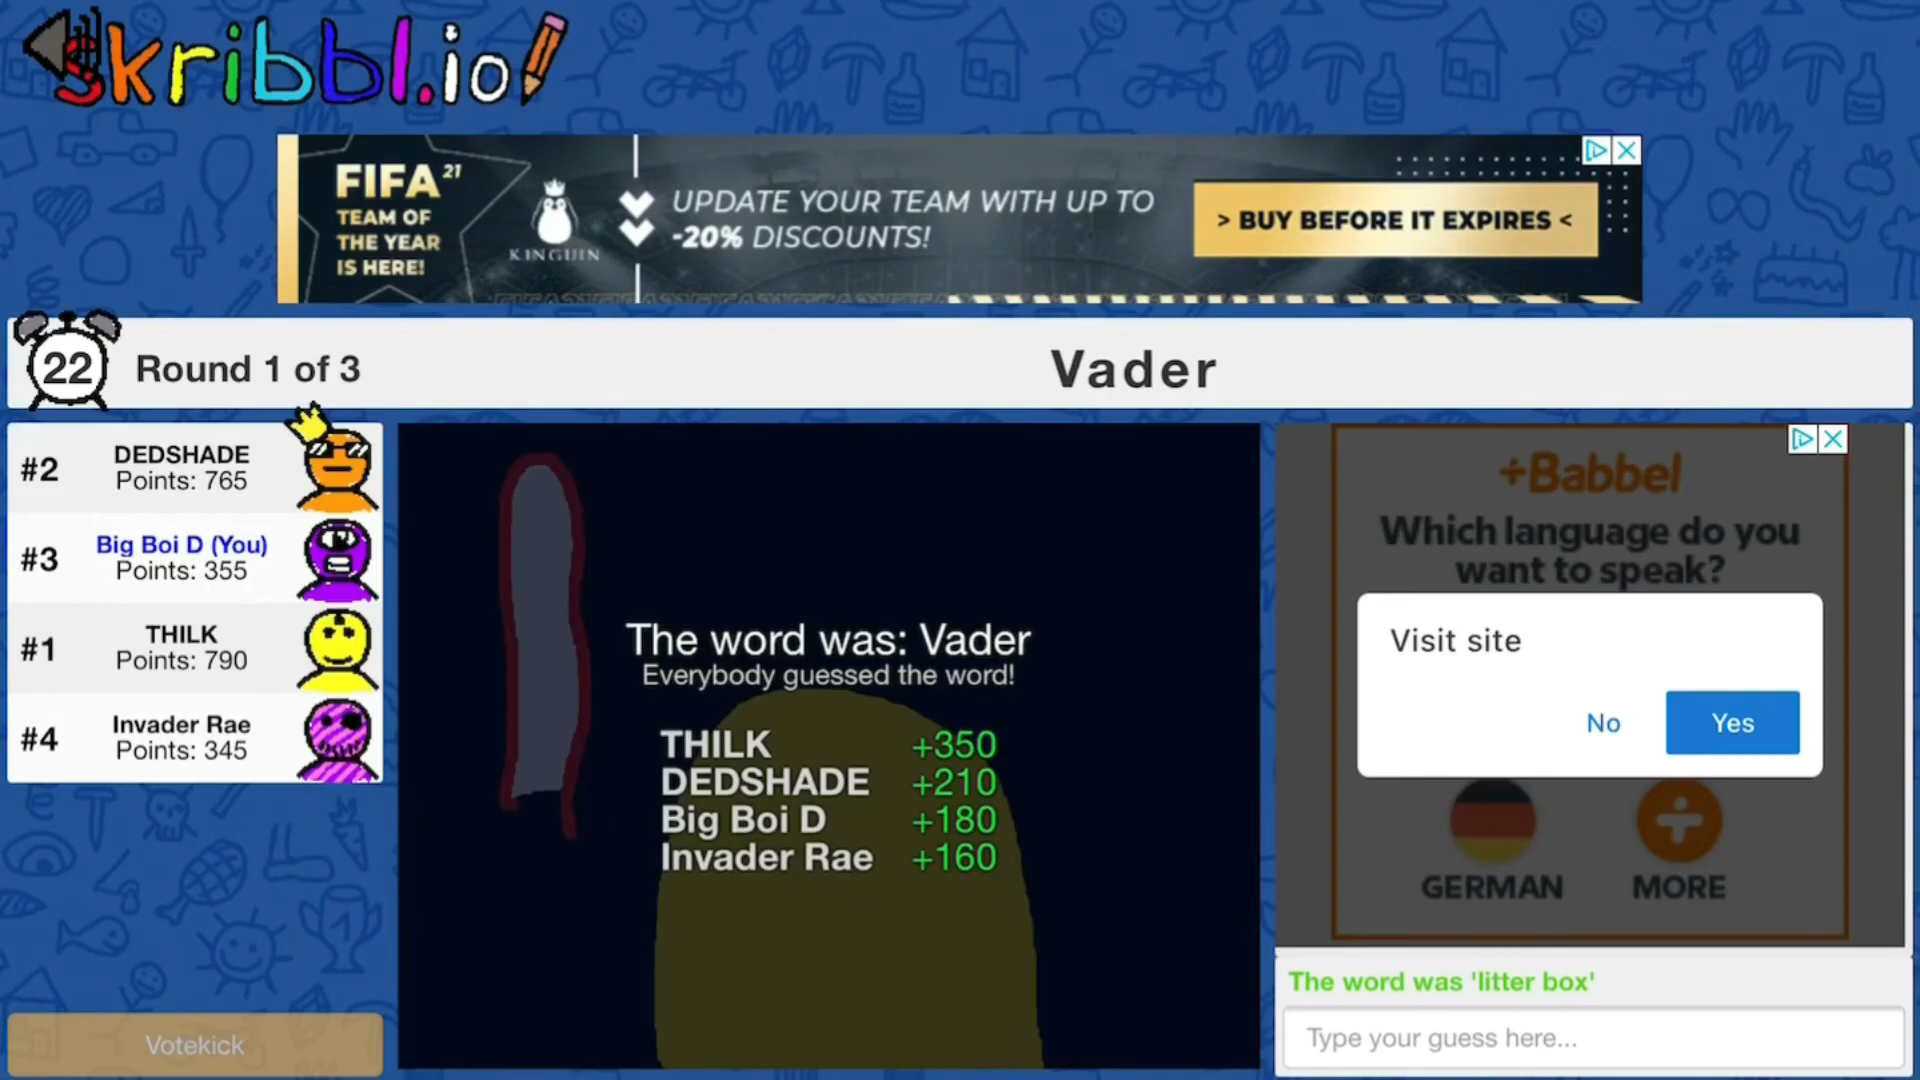 skribbl.io
FIFA 21
TEAM OF
THE YEAR
IS HERE!
KINGUIN
UPDATE YOUR TEAM WITH UP TO
-20% DISCOUNTS!
> BUY BEFORE IT EXPIRES <
22
Round 1 of 3
Vader
#2
DEDSHADE
Points: 765
#3
Big Boi D (You)
Points: 355
#1
THILK
Points: 790
#4
Invader Rae
Points: 345
Votekick
The word was: Vader
Everybody guessed the word!
THILK +350
DEDSHADE +210
Big Boi D +180
Invader Rae +160
+Babbel
Which language do you
want to speak?
Visit site
No
Yes
GERMAN
MORE
The word was 'litter box'
Type your guess here...